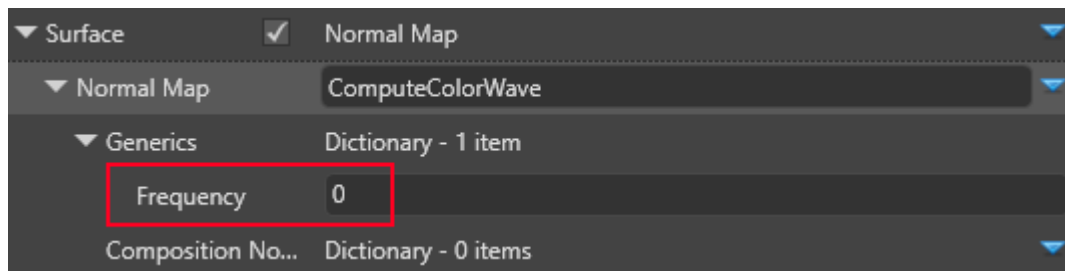 Surface Normal Map
Normal Map ComputeColorWave
Generics Dictionary - 1 item
Frequency 0
Composition No... Dictionary - 0 items